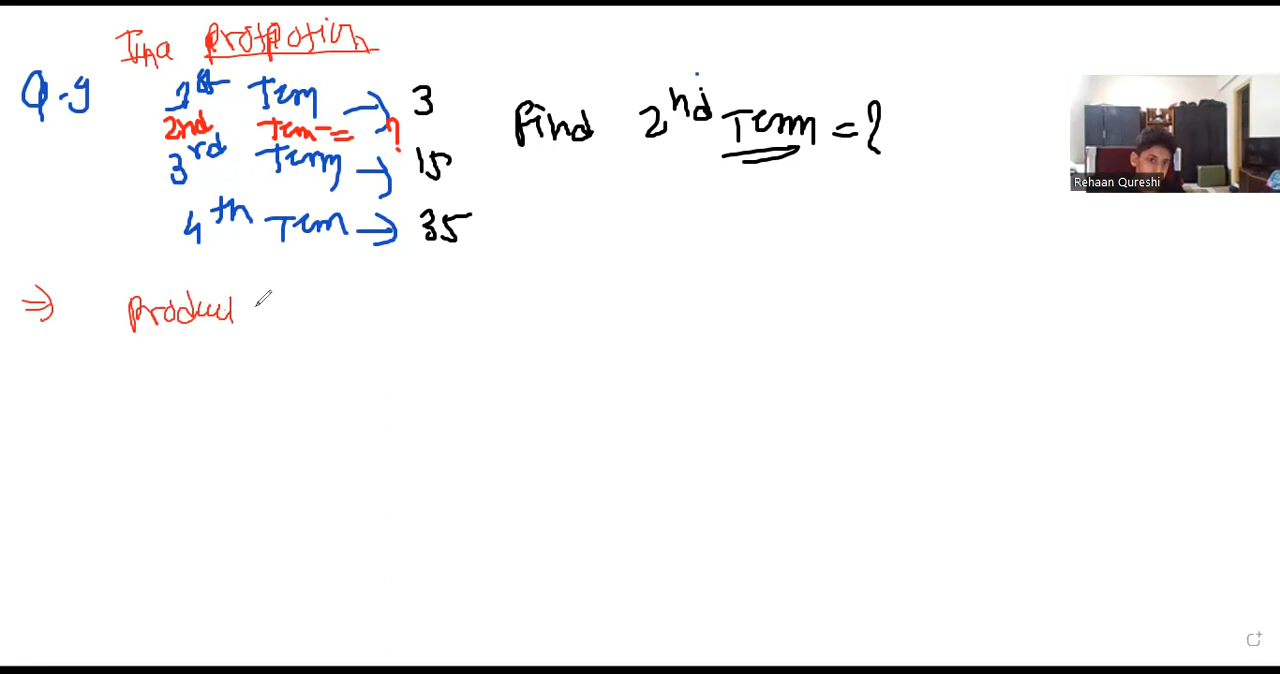 In a Proportion
Q.9 1st Term → 3 Find 2nd Term = ?
2nd Term = ?
3rd Term → 15
4th Term → 35
⇒ Product
Rehaan Qureshi